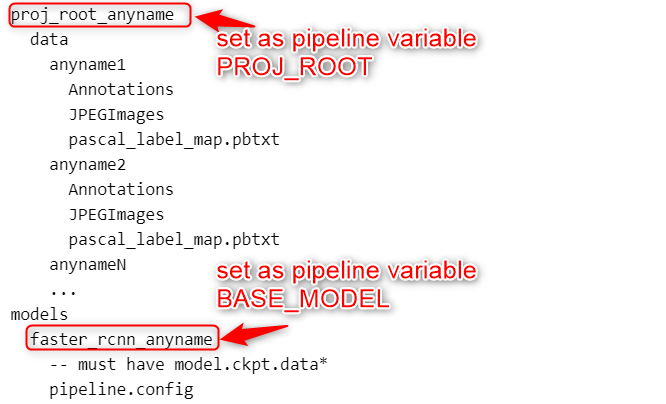 proj_root_anyname
set as pipeline variable
PROJ_ROOT
data
anyname1
Annotations
JPEGImages
pascal_label_map.pbtxt
anyname2
Annotations
JPEGImages
pascal_label_map.pbtxt
anynameN
set as pipeline variable
BASE_MODEL
...
models
faster_rcnn_anyname
-- must have model.ckpt.data*
pipeline.config